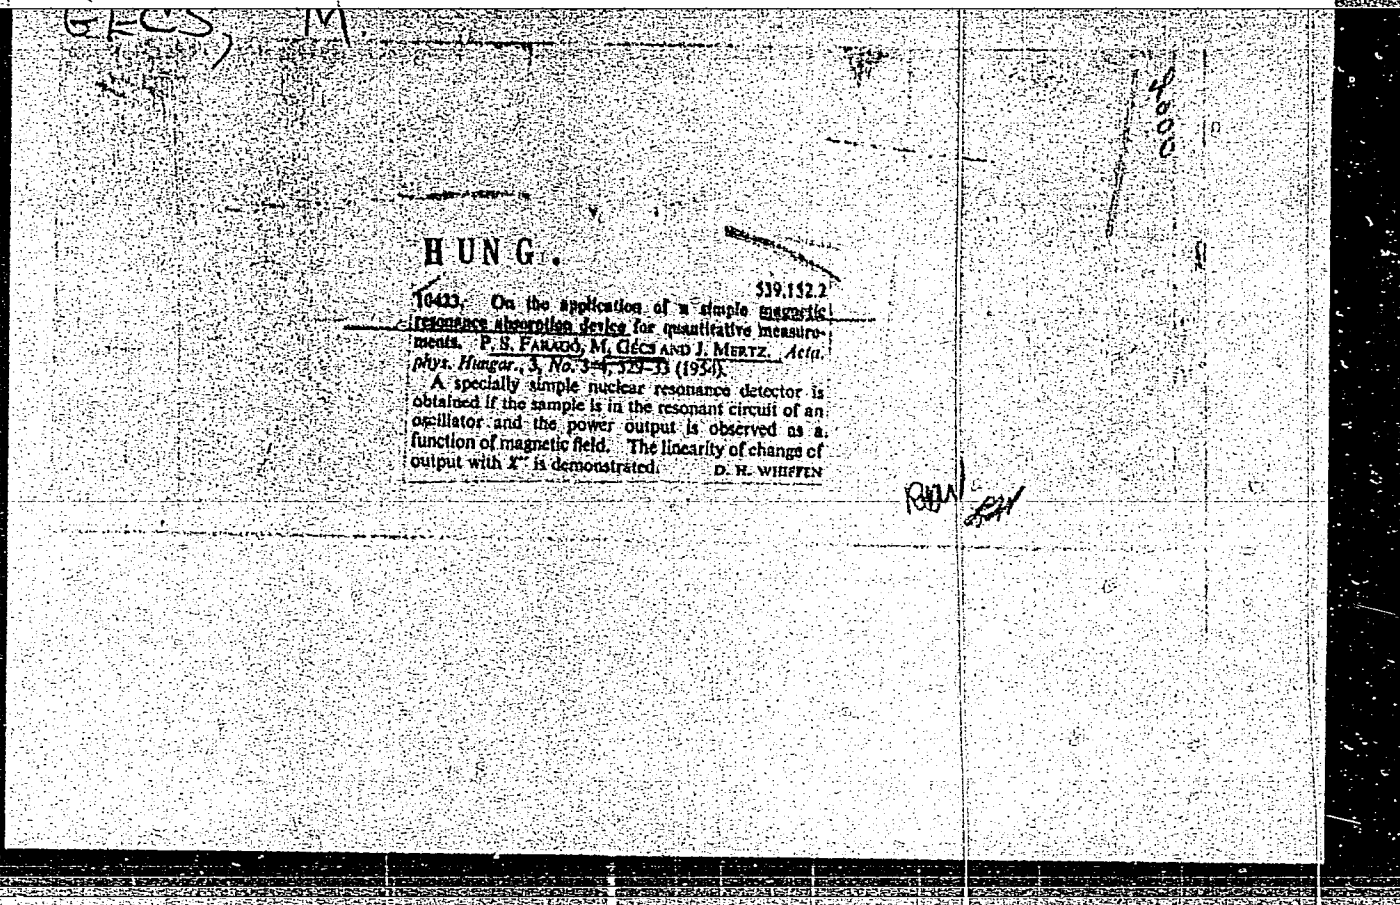 GECS, M.
HUNG.
539.152.2
10423. On the application of a simple magnetic
resonance absorption device for quantitative measure-
ments. P. S. FARAGÓ, M. GÉCS AND J. MERTZ. Acta.
phys. Hungar., 3, No. 3-4, 329-33 (1954).
A specially simple nuclear resonance detector is
obtained if the sample is in the resonant circuit of an
oscillator and the power output is observed as a
function of magnetic field. The linearity of change of
output with χ″ is demonstrated. D. H. WHIFFEN